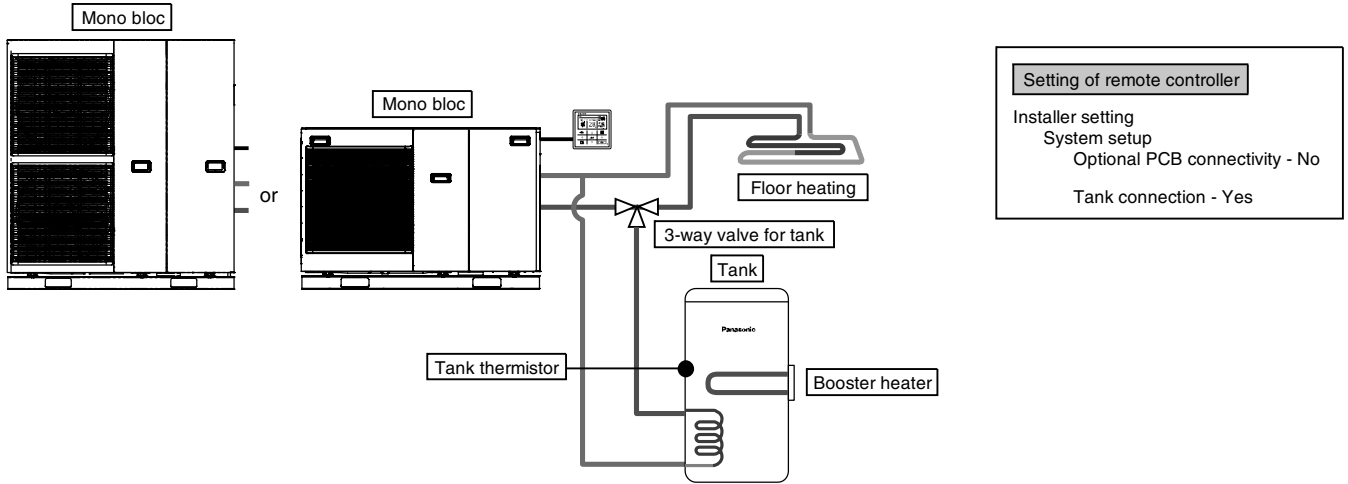 Mono bloc
or
Mono bloc
Floor heating
3-way valve for tank
Tank
Panasonic
Tank thermistor
Booster heater
Setting of remote controller
Installer setting
System setup
Optional PCB connectivity - No
Tank connection - Yes